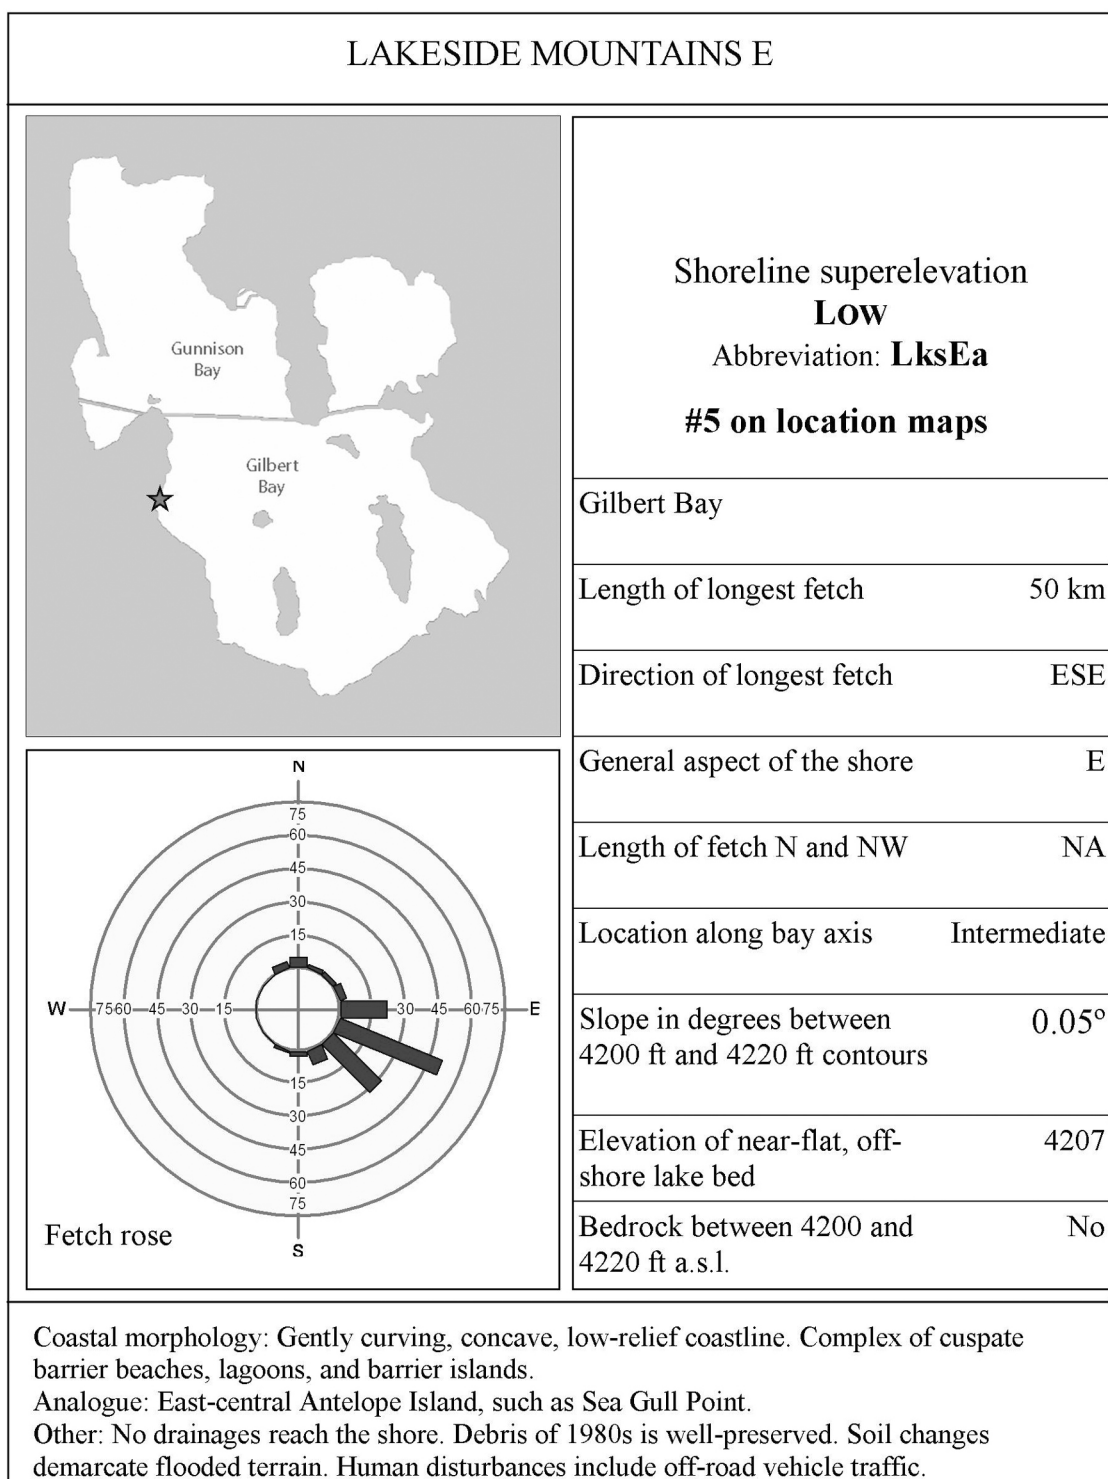 LAKESIDE MOUNTAINS E
Gunnison
Bay
Gilbert
Bay
Shoreline superelevation
Low
Abbreviation: LksEa
#5 on location maps
Gilbert Bay
Length of longest fetch 50 km
Direction of longest fetch ESE
General aspect of the shore E
Length of fetch N and NW NA
Location along bay axis Intermediate
Slope in degrees between 0.05°
4200 ft and 4220 ft contours
Elevation of near-flat, off- 4207
shore lake bed
Bedrock between 4200 and No
4220 ft a.s.l.
N
75
60
45
30
15
W 75 60 45 30 15 30 45 60 75 E
15
30
45
60
75
S
Fetch rose
Coastal morphology: Gently curving, concave, low-relief coastline. Complex of cuspate
barrier beaches, lagoons, and barrier islands.
Analogue: East-central Antelope Island, such as Sea Gull Point.
Other: No drainages reach the shore. Debris of 1980s is well-preserved. Soil changes
demarcate flooded terrain. Human disturbances include off-road vehicle traffic.